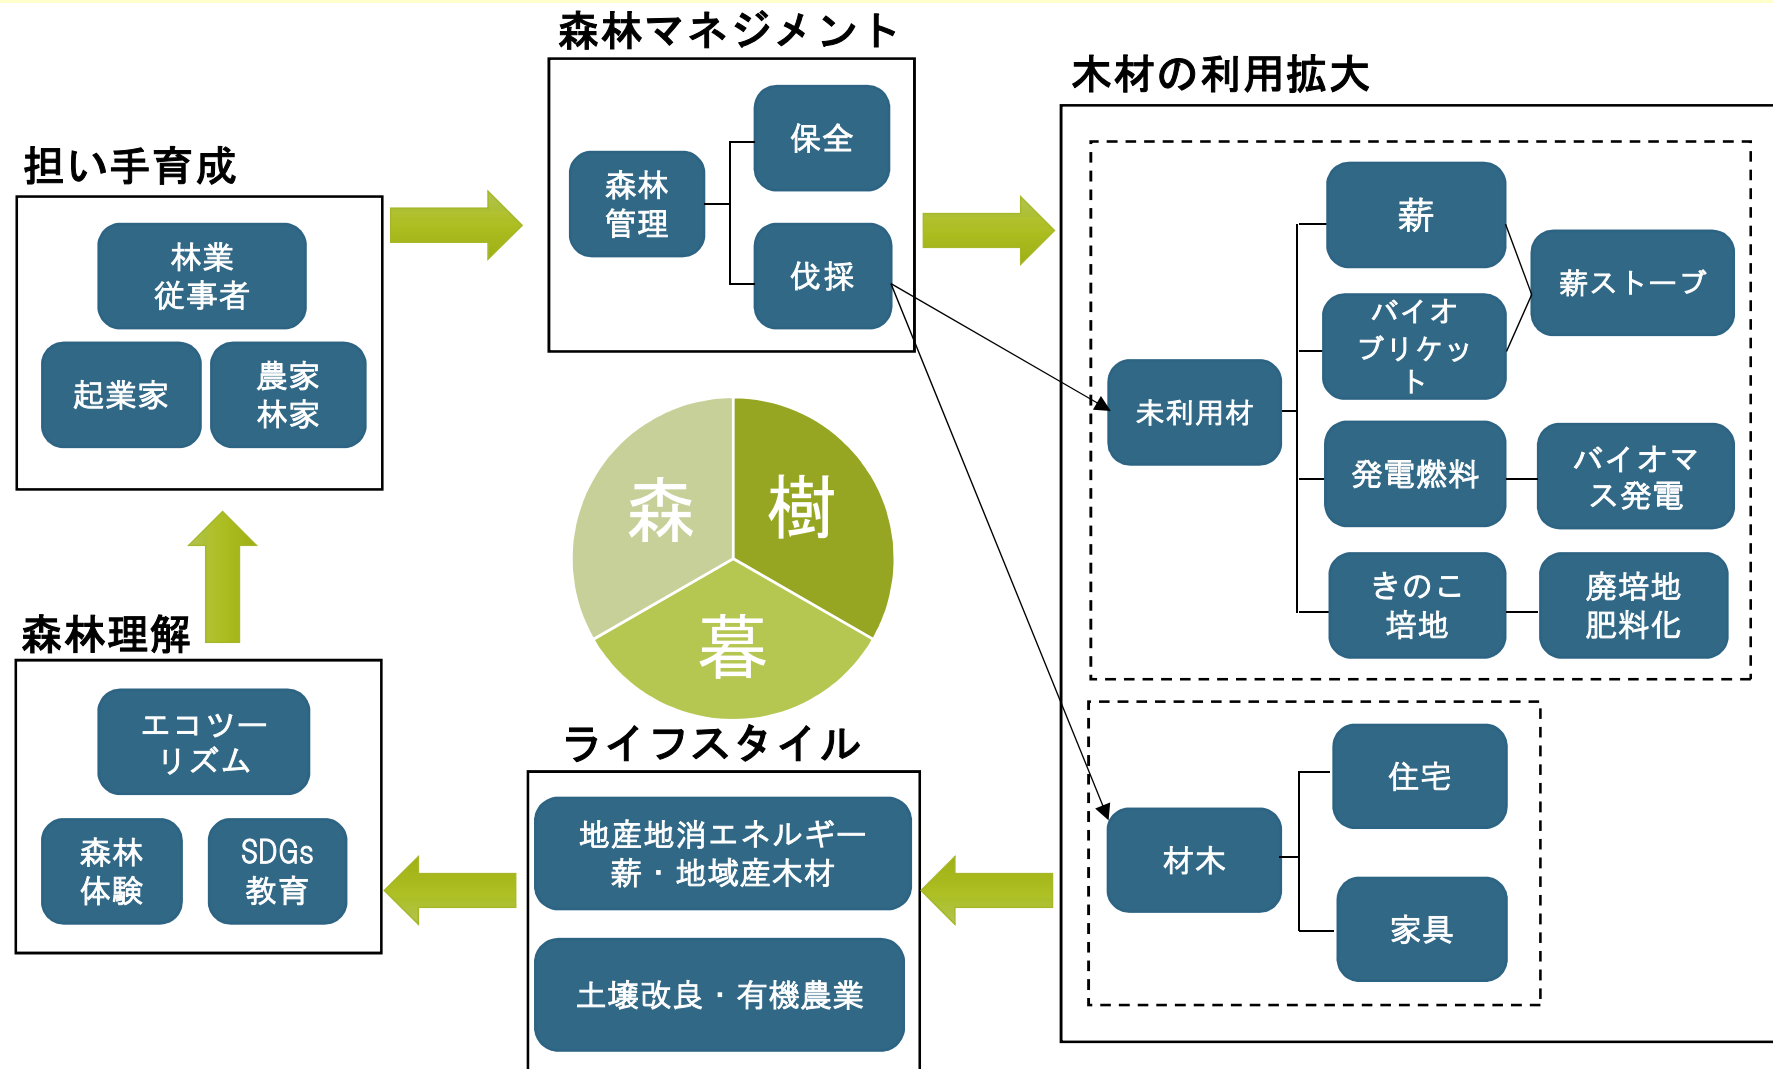 森林マネジメント
森林
管理
保全
伐採
木材の利用拡大
薪
バイオ
ブリケッ
ト
薪ストーブ
未利用材
発電燃料
バイオマ
ス発電
きのこ
培地
廃培地
肥料化
材木
住宅
家具
担い手育成
林業
従事者
起業家
農家
林家
森
樹
暮
森林理解
エコツー
リズム
森林
体験
SDGs
教育
ライフスタイル
地産地消エネルギー
薪・地域産木材
土壌改良・有機農業